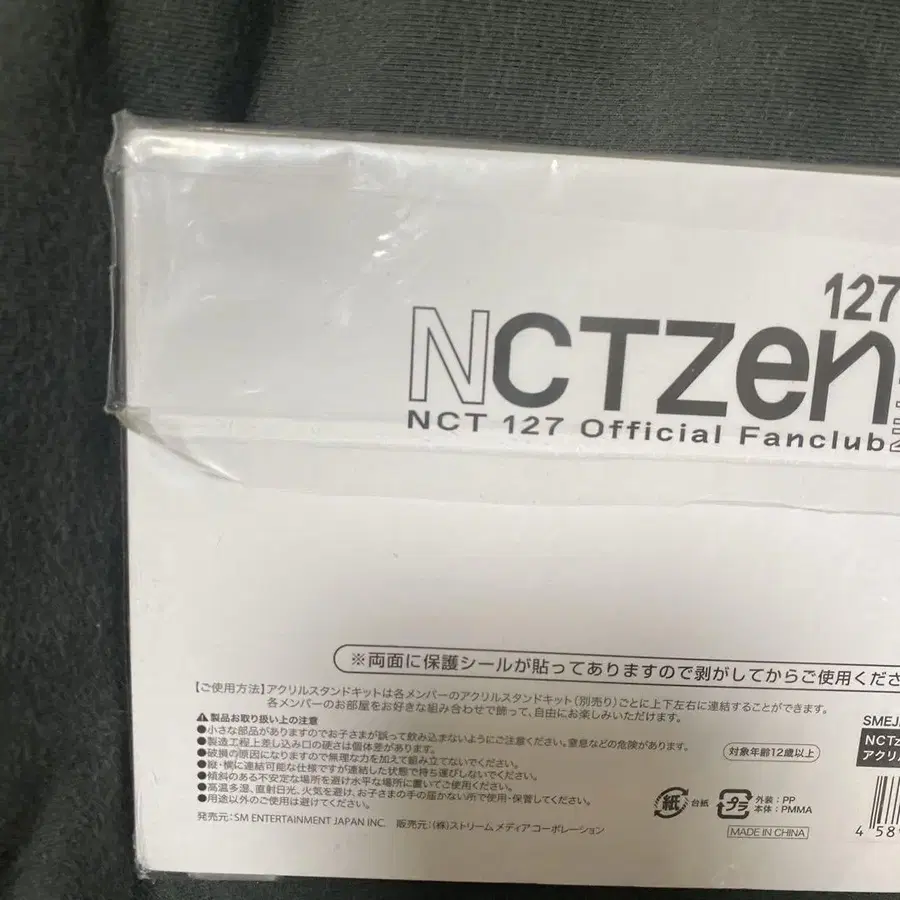 127
NCTZEN
NCT 127 Official Fanclub
※両面に保護シールが貼ってありますので剥がしてからご使用くださ
【ご使用方法】アクリルスタンドキットは各メンバーのアクリルスタンドキット(別売り)ごとに上下左右に連結することができます。
各メンバーのお部屋をお好きな組み合わせで飾って、自由にお楽しみいただけます。
⚠製品お取り扱い上の注意
●小さな部品がありますのでお子さまが誤って飲み込まないようにご注意ください。窒息などの危険があります。
●製造工程上差し込み口の硬さは個体差があります。
●破損の原因になりますので無理な力を加えて組み立てないでください。
●縦・横に連結可能な仕様ですが連結した状態で持ち運びしないでください。
●傾斜のある不安定な場所を避け水平な場所に置いてご使用ください。
●高温多湿、直射日光、火気を避け、お子さまの手の届かない所で使用・保管してください。
●用途以外のご使用は避けてください。
発売元:SM ENTERTAINMENT JAPAN INC. 販売元:(株)ストリーム メディア コーポレーション
対象年齢12歳以上
紙 台紙
プラ 外装:PP
本体:PMMA
MADE IN CHINA
SMEJ
NCTz
アクリル
4 58